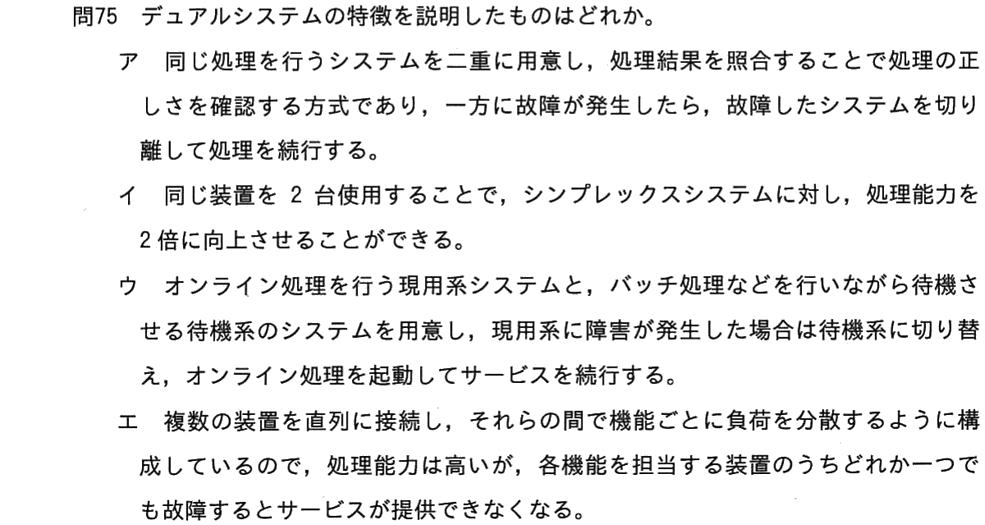 問75　デュアルシステムの特徴を説明したものはどれか。
ア　同じ処理を行うシステムを二重に用意し，処理結果を照合することで処理の正
しさを確認する方式であり，一方に故障が発生したら，故障したシステムを切り
離して処理を続行する。
イ　同じ装置を 2 台使用することで，シンプレックスシステムに対し，処理能力を
2倍に向上させることができる。
ウ　オンライン処理を行う現用系システムと，バッチ処理などを行いながら待機さ
せる待機系のシステムを用意し，現用系に障害が発生した場合は待機系に切り替
え，オンライン処理を起動してサービスを続行する。
エ　複数の装置を直列に接続し，それらの間で機能ごとに負荷を分散するように構
成しているので，処理能力は高いが，各機能を担当する装置のうちどれか一つで
も故障するとサービスが提供できなくなる。